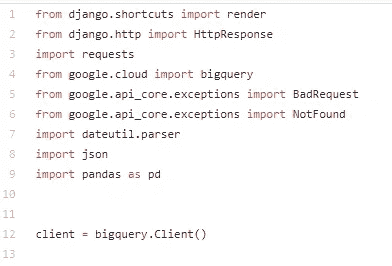 1 from django.shortcuts import render
2 from django.http import HttpResponse
3 import requests
4 from google.cloud import bigquery
5 from google.api_core.exceptions import BadRequest
6 from google.api_core.exceptions import NotFound
7 import dateutil.parser
8 import json
9 import pandas as pd
10
11
12 client = bigquery.Client()
13